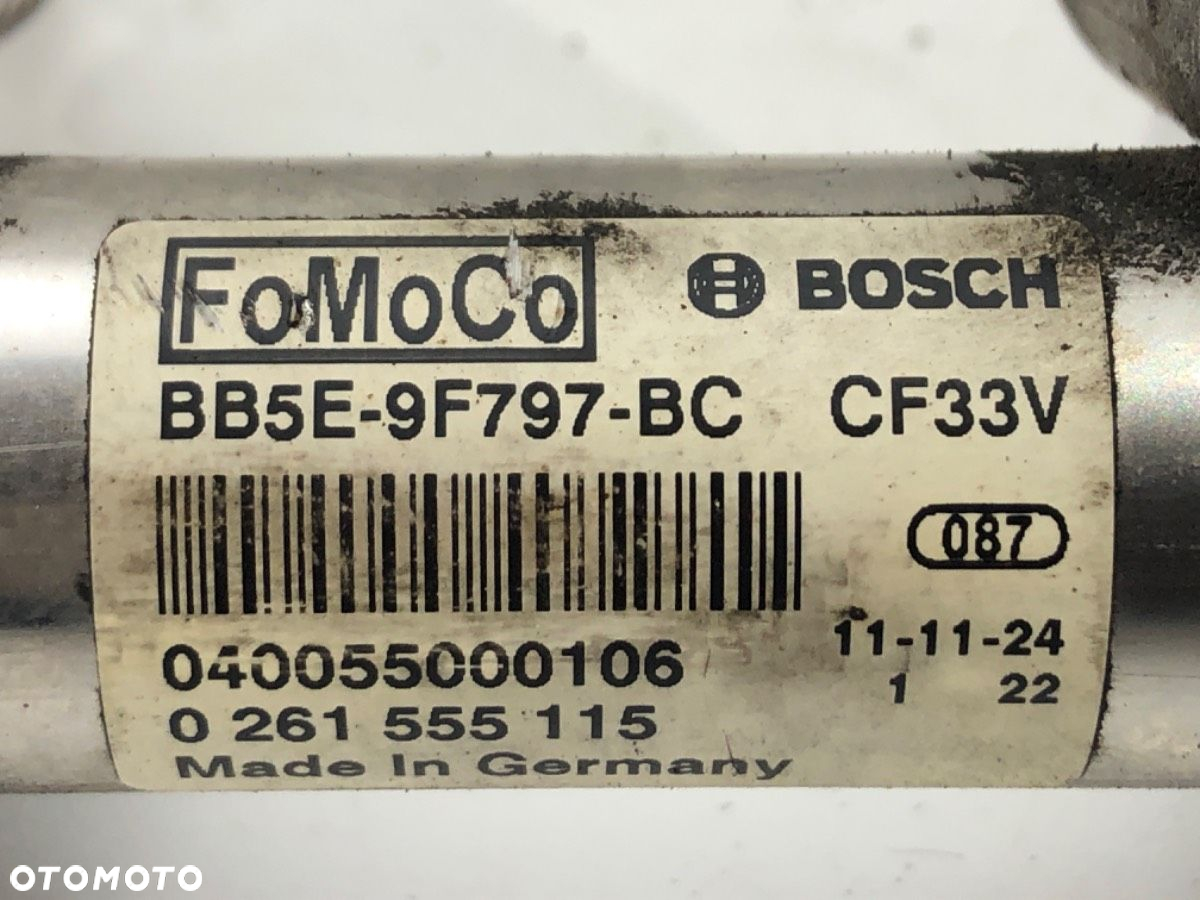 FoMoCo BOSCH
BB5E-9F797-BC CF33V
087
040055000106 11-11-24
1 22
0 261 555 115
Made In Germany
OTOMOTO